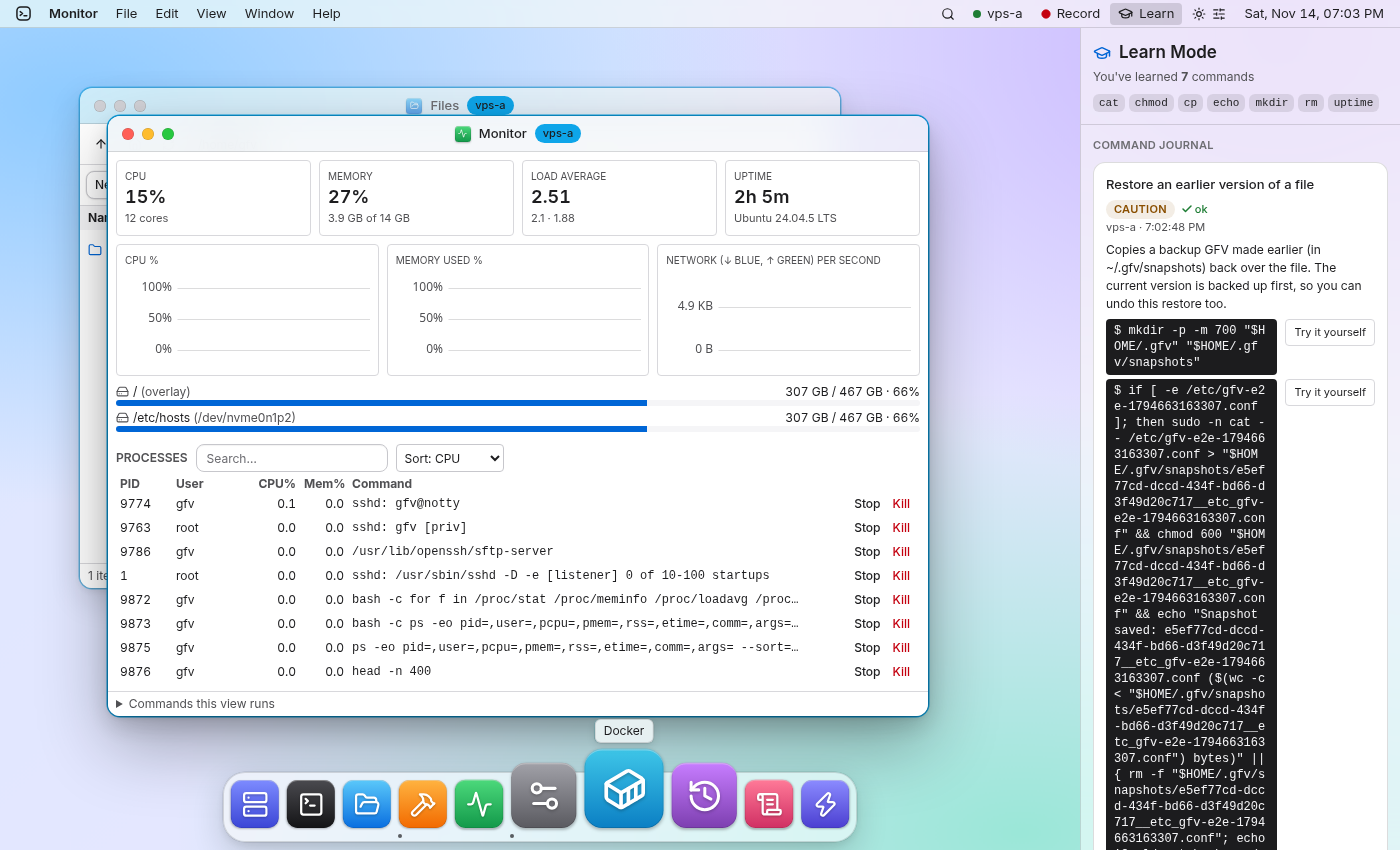 Monitor File Edit View Window Help
vps-a Record Learn Sat, Nov 14, 07:03 PM
Files vps-a
Monitor vps-a
CPU
15%
12 cores
MEMORY
27%
3.9 GB of 14 GB
LOAD AVERAGE
2.51
2.1 · 1.88
UPTIME
2h 5m
Ubuntu 24.04.5 LTS
CPU %
100%
50%
0%
MEMORY USED %
100%
50%
0%
NETWORK (↓ BLUE, ↑ GREEN) PER SECOND
4.9 KB
0 B
/ (overlay) 307 GB / 467 GB · 66%
/etc/hosts (/dev/nvme0n1p2) 307 GB / 467 GB · 66%
PROCESSES Search... Sort: CPU
PID User CPU% Mem% Command
9774 gfv 0.1 0.0 sshd: gfv@notty Stop Kill
9763 root 0.0 0.0 sshd: gfv [priv] Stop Kill
9786 gfv 0.0 0.0 /usr/lib/openssh/sftp-server Stop Kill
1 root 0.0 0.0 sshd: /usr/sbin/sshd -D -e [listener] 0 of 10-100 startups Stop Kill
9872 gfv 0.0 0.0 bash -c for f in /proc/stat /proc/meminfo /proc/loadavg /proc… Stop Kill
9873 gfv 0.0 0.0 bash -c ps -eo pid=,user=,pcpu=,pmem=,rss=,etime=,comm=,args=… Stop Kill
9875 gfv 0.0 0.0 ps -eo pid=,user=,pcpu=,pmem=,rss=,etime=,comm=,args= --sort=… Stop Kill
9876 gfv 0.0 0.0 head -n 400 Stop Kill
Commands this view runs
Docker
Learn Mode
You've learned 7 commands
cat chmod cp echo mkdir rm uptime
COMMAND JOURNAL
Restore an earlier version of a file
CAUTION ok
vps-a · 7:02:48 PM
Copies a backup GFV made earlier (in
~/.gfv/snapshots) back over the file. The
current version is backed up first, so you can
undo this restore too.
$ mkdir -p -m 700 "$H
OME/.gfv" "$HOME/.gf
v/snapshots"
Try it yourself
$ if [ -e /etc/gfv-e2
e-1794663163307.conf
]; then sudo -n cat -
- /etc/gfv-e2e-179466
3163307.conf > "$HOM
E/.gfv/snapshots/e5ef
77cd-dccd-434f-bd66-d
3f49d20c717__etc_gfv-
e2e-1794663163307.con
f" && chmod 600 "$HOM
E/.gfv/snapshots/e5ef
77cd-dccd-434f-bd66-d
3f49d20c717__etc_gfv-
e2e-1794663163307.con
f" && echo "Snapshot
saved: e5ef77cd-dccd-
434f-bd66-d3f49d20c71
7__etc_gfv-e2e-179466
3163307.conf ($(wc -c
< "$HOME/.gfv/snapsho
ts/e5ef77cd-dccd-434f
-bd66-d3f49d20c717__e
tc_gfv-e2e-1794663163
307.conf") bytes)" ||
{ rm -f "$HOME/.gfv/s
napshots/e5ef77cd-dcc
d-434f-bd66-d3f49d20c
717__etc_gfv-e2e-1794
663163307.conf"; echo
Try it yourself